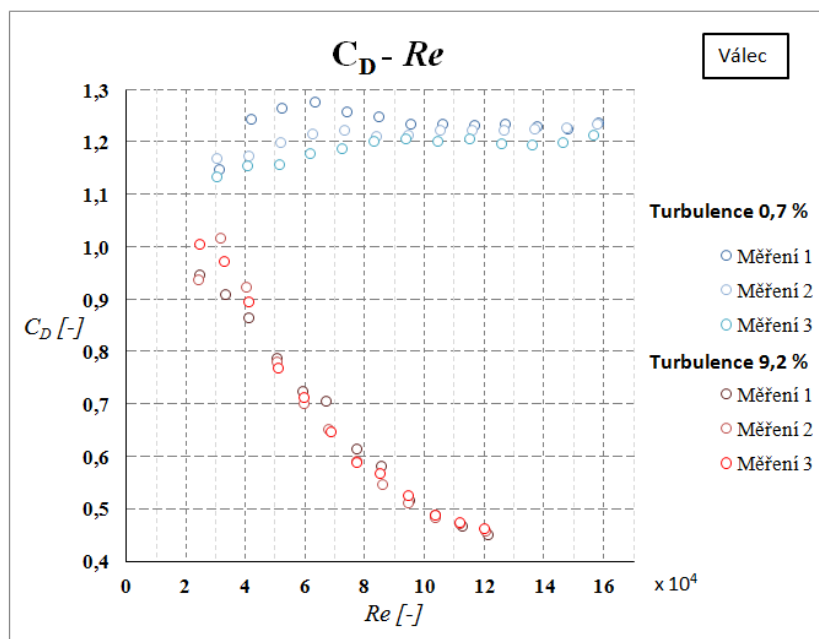 C_D - Re
Válec
1,3
1,2
1,1
1,0
0,9
0,8
0,7
0,6
0,5
0,4
C_D [-]
0 2 4 6 8 10 12 14 16
x 10⁴
Re [-]
Turbulence 0,7 %
Měření 1
Měření 2
Měření 3
Turbulence 9,2 %
Měření 1
Měření 2
Měření 3